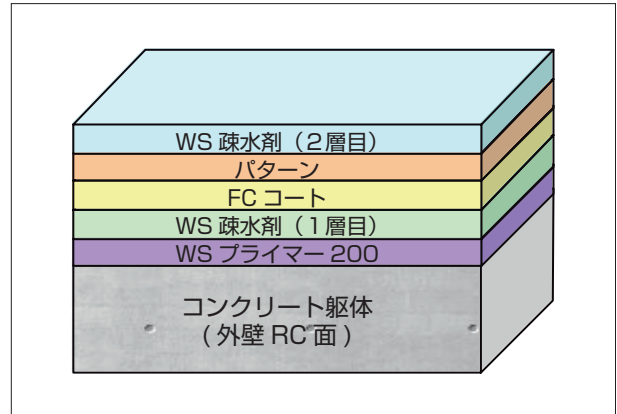 WS 疎水剤（2層目）
パターン
FC コート
WS 疎水剤（1層目）
WS プライマー 200
コンクリート躯体
( 外壁 RC 面 )